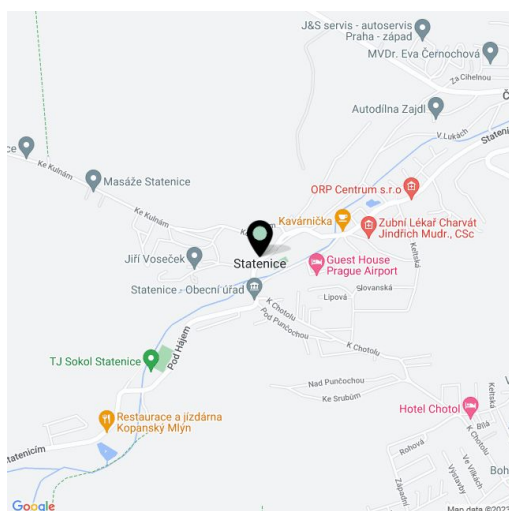 J&S servis - autoservis
Praha - západ
MVDr. Eva Černochová
Za Cihelnou
Autodílna Zajdl
V Lukách
Ke Kulnám
Masáže Statenice
ORP Centrum s.r.o
Ke Kulnám
Kavárnička
Zubní Lékař Charvát
Jindřich Mudr., CSc
Keltská
Jiří Voseček
Statenice
Guest House
Prague Airport
Statenice - Obecní úřad
Slovanská
Lípová
K Chotolu
Pod Punčochou
K Chotolu
Pod Hájem
TJ Sokol Statenice
Nad Punčochou
Ke Srubům
Keltská
Restaurace a jízdárna
Kopanský Mlýn
Hotel Chotol
Bílá
K Chotolu
Rohová
Ve Vilkách
Výstavby
Západní
Google
Map data ©2023